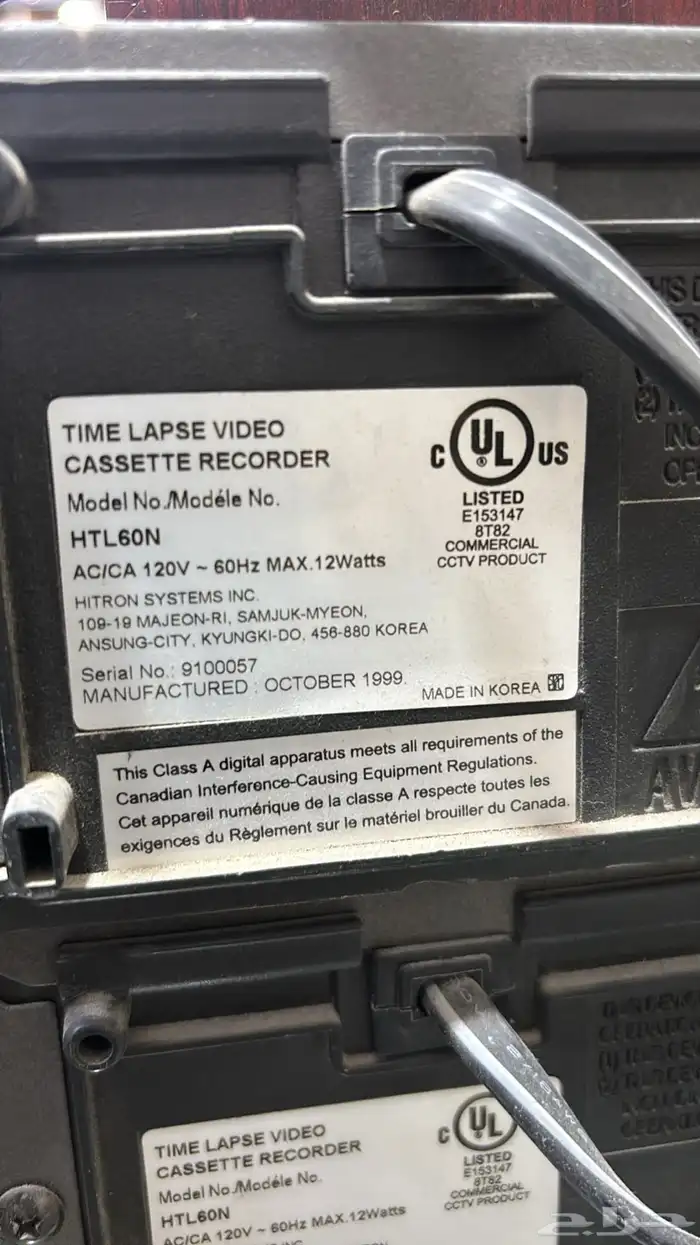 TIME LAPSE VIDEO
CASSETTE RECORDER
Model No./Modéle No.
HTL60N
AC/CA 120V ~ 60Hz MAX.12Watts
HITRON SYSTEMS INC.
109-19 MAJEON-RI, SAMJUK-MYEON,
ANSUNG-CITY, KYUNGKI-DO, 456-880 KOREA
Serial No.: 9100057
MANUFACTURED : OCTOBER 1999.
MADE IN KOREA
C UL US
LISTED
E153147
8T82
COMMERCIAL
CCTV PRODUCT
This Class A digital apparatus meets all requirements of the
Canadian Interference-Causing Equipment Regulations.
Cet appareil numérique de la classe A respecte toutes les
exigences du Règlement sur le matériel brouiller du Canada.
(2)
TIME LAPSE VIDEO
CASSETTE RECORDER
Model No./Modéle No.
HTL60N
AC/CA 120V ~ 60Hz MAX.12Watts
C UL
LISTED
E153147
8T82
COMMERCIAL
CCTV PRODUCT